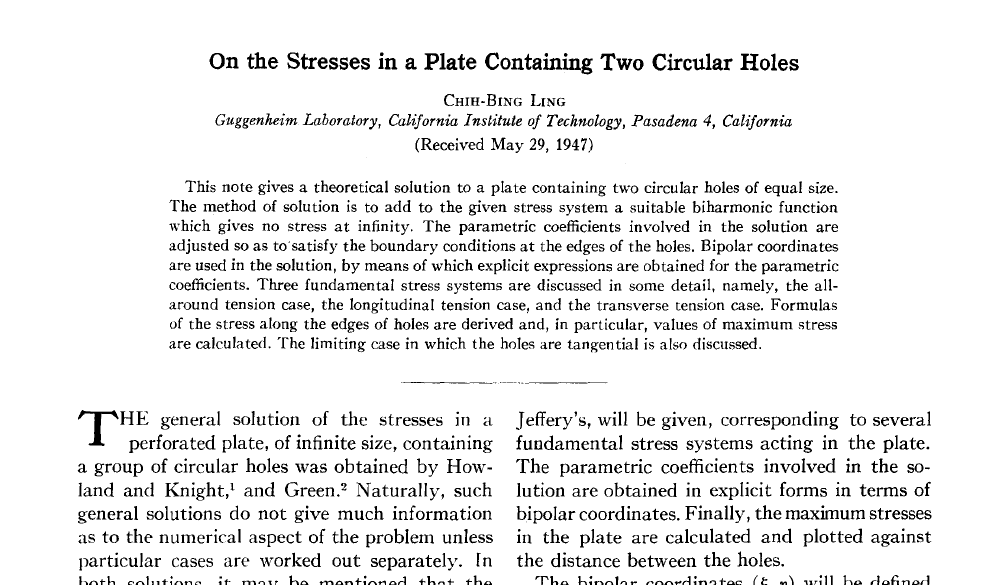 On the Stresses in a Plate Containing Two Circular Holes
CHIH-BING LING
Guggenheim Laboratory, California Institute of Technology, Pasadena 4, California
(Received May 29, 1947)
This note gives a theoretical solution to a plate containing two circular holes of equal size.
The method of solution is to add to the given stress system a suitable biharmonic function
which gives no stress at infinity. The parametric coefficients involved in the solution are
adjusted so as to satisfy the boundary conditions at the edges of the holes. Bipolar coordinates
are used in the solution, by means of which explicit expressions are obtained for the parametric
coefficients. Three fundamental stress systems are discussed in some detail, namely, the all-
around tension case, the longitudinal tension case, and the transverse tension case. Formulas
of the stress along the edges of holes are derived and, in particular, values of maximum stress
are calculated. The limiting case in which the holes are tangential is also discussed.
THE general solution of the stresses in a
perforated plate, of infinite size, containing
a group of circular holes was obtained by How-
land and Knight,¹ and Green.² Naturally, such
general solutions do not give much information
as to the numerical aspect of the problem unless
particular cases are worked out separately. In
both solutions, it may be mentioned that the
Jeffery's, will be given, corresponding to several
fundamental stress systems acting in the plate.
The parametric coefficients involved in the so-
lution are obtained in explicit forms in terms of
bipolar coordinates. Finally, the maximum stresses
in the plate are calculated and plotted against
the distance between the holes.
The bipolar coordinates (ξ, η) will be defined